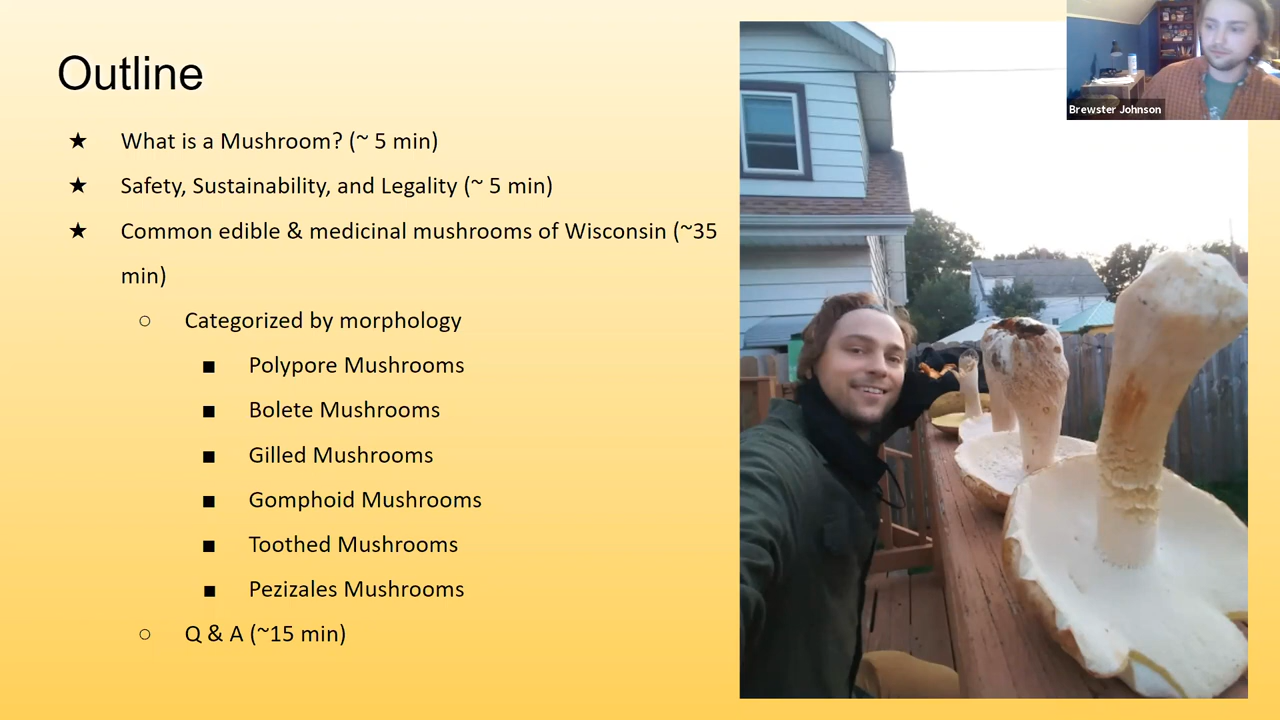 Outline
★ What is a Mushroom? (~ 5 min)
★ Safety, Sustainability, and Legality (~ 5 min)
★ Common edible & medicinal mushrooms of Wisconsin (~35
min)
○ Categorized by morphology
■ Polypore Mushrooms
■ Bolete Mushrooms
■ Gilled Mushrooms
■ Gomphoid Mushrooms
■ Toothed Mushrooms
■ Pezizales Mushrooms
○ Q & A (~15 min)
Brewster Johnson